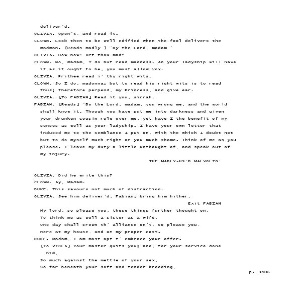 deliver'd.
OLIVIA. Open't, and read it.
CLOWN. Look then to be well edified when the fool delivers the
madman. [Reads madly] 'By the Lord, madam-'
OLIVIA. How now! Art thou mad?
CLOWN. No, madam, I do but read madness. An your ladyship will have
it as it ought to be, you must allow vox.
OLIVIA. Prithee read i' thy right wits.
CLOWN. So I do, madonna; but to read his right wits is to read
thus; therefore perpend, my Princess, and give ear.
OLIVIA. [To FABIAN] Read it you, sirrah.
FABIAN. [Reads] 'By the Lord, madam, you wrong me, and the world
shall know it. Though you have put me into darkness and given
your drunken cousin rule over me, yet have I the benefit of my
senses as well as your ladyship. I have your own letter that
induced me to the semblance I put on, with the which I doubt not
but to do myself much right or you much shame. Think of me as you
please. I leave my duty a little unthought of, and speak out of
my injury.
THE MADLY-US'D MALVOLIO'
OLIVIA. Did he write this?
CLOWN. Ay, Madam.
DUKE. This savours not much of distraction.
OLIVIA. See him deliver'd, Fabian; bring him hither.
Exit FABIAN
My lord, so please you, these things further thought on,
To think me as well a sister as a wife,
One day shall crown th' alliance on't, so please you,
Here at my house, and at my proper cost.
DUKE. Madam, I am most apt t' embrace your offer.
[To VIOLA] Your master quits you; and, for your service done
him,
So much against the mettle of your sex,
So far beneath your soft and tender breeding,